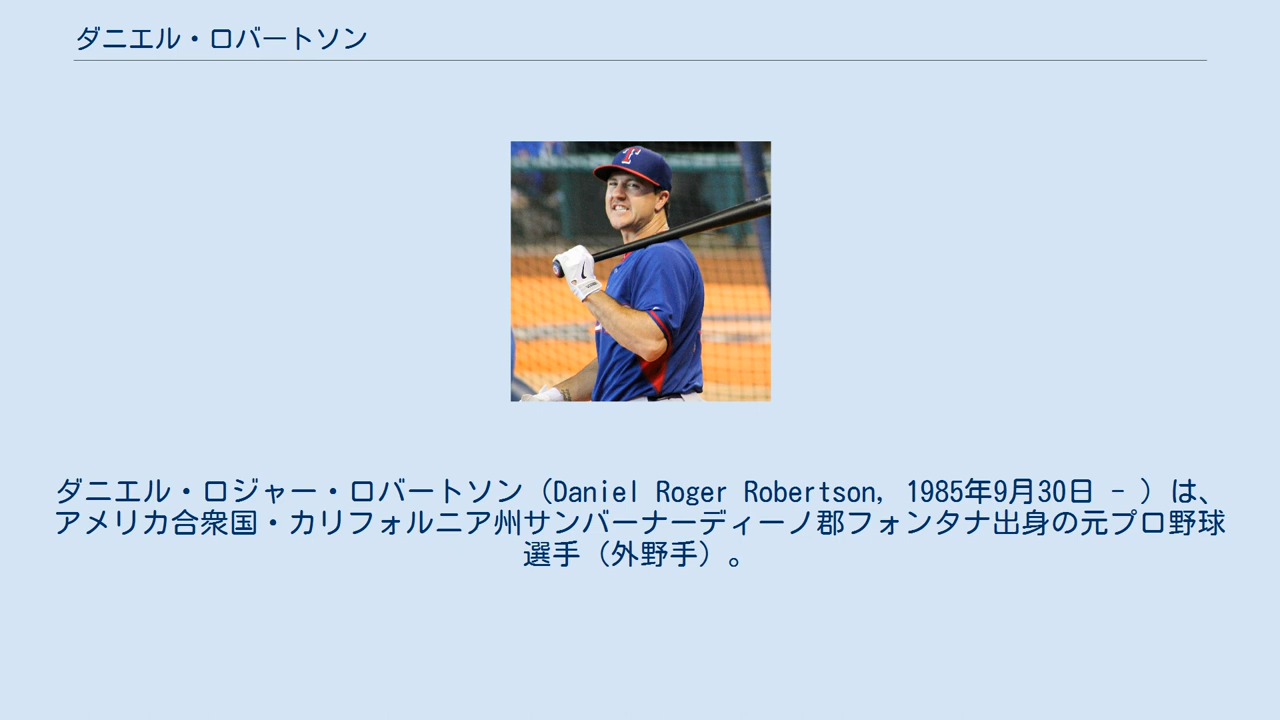 ダニエル・ロバートソン
T
ダニエル・ロジャー・ロバートソン（Daniel Roger Robertson, 1985年9月30日 - ）は、
アメリカ合衆国・カリフォルニア州サンバーナーディーノ郡フォンタナ出身の元プロ野球
選手（外野手）。